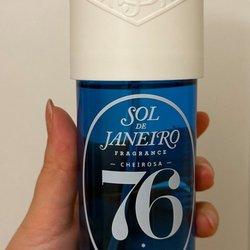 SOL
DE
JANEIRO
FRAGRANCE
CHEIROSA
76